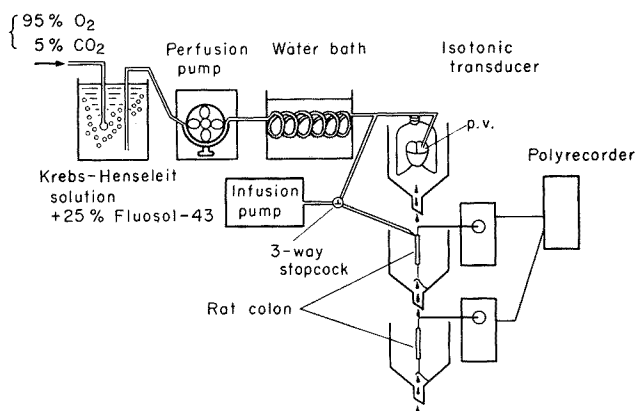 95% O2
5% CO2
Perfusion
pump
Water bath
Isotonic
transducer
p.v.
Polyrecorder
Krebs-Henseleit
solution
+25% Fluosol-43
Infusion
pump
3-way
stopcock
Rat colon